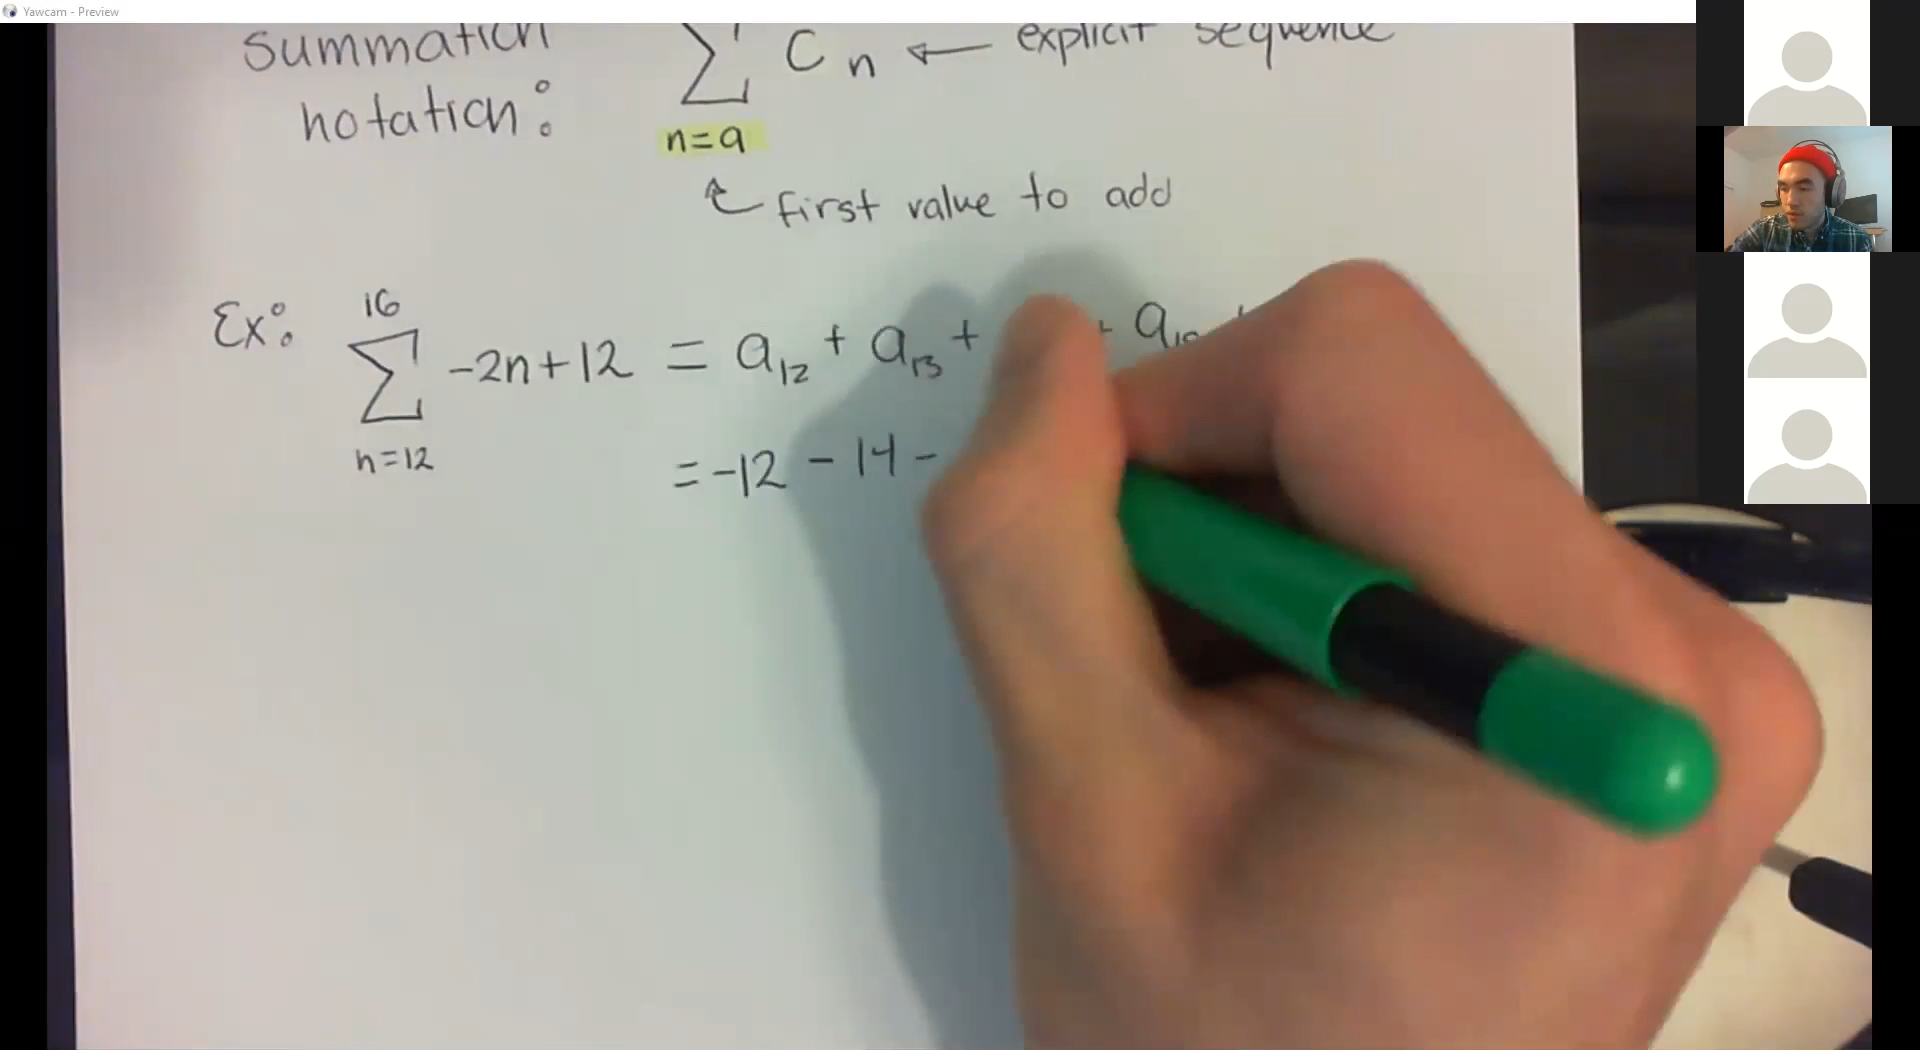 Yawcam - Preview
summation ∑ Cn ← explicit sequence
notation:
n=a
first value to add
Ex: 16
∑ -2n+12 = a12 + a13 + + a
n=12
= -12 - 14 -